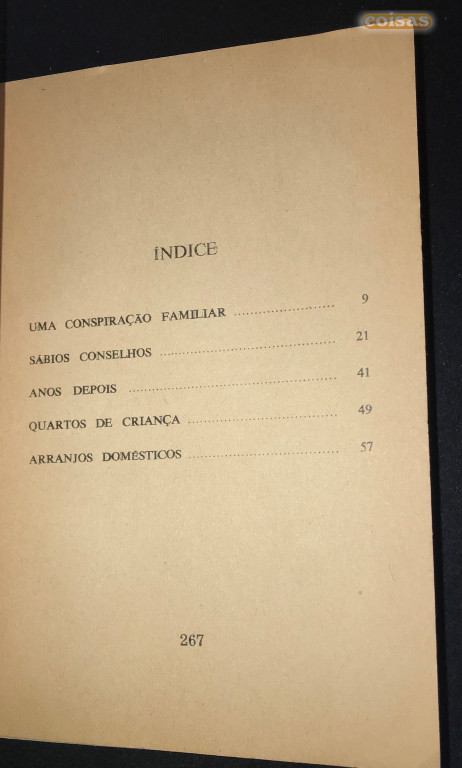 coisas
ÍNDICE
UMA CONSPIRAÇÃO FAMILIAR ........................ 9
SÁBIOS CONSELHOS ........................................ 21
ANOS DEPOIS ................................................ 41
QUARTOS DE CRIANÇA .................................. 49
ARRANJOS DOMÉSTICOS .................................. 57
267